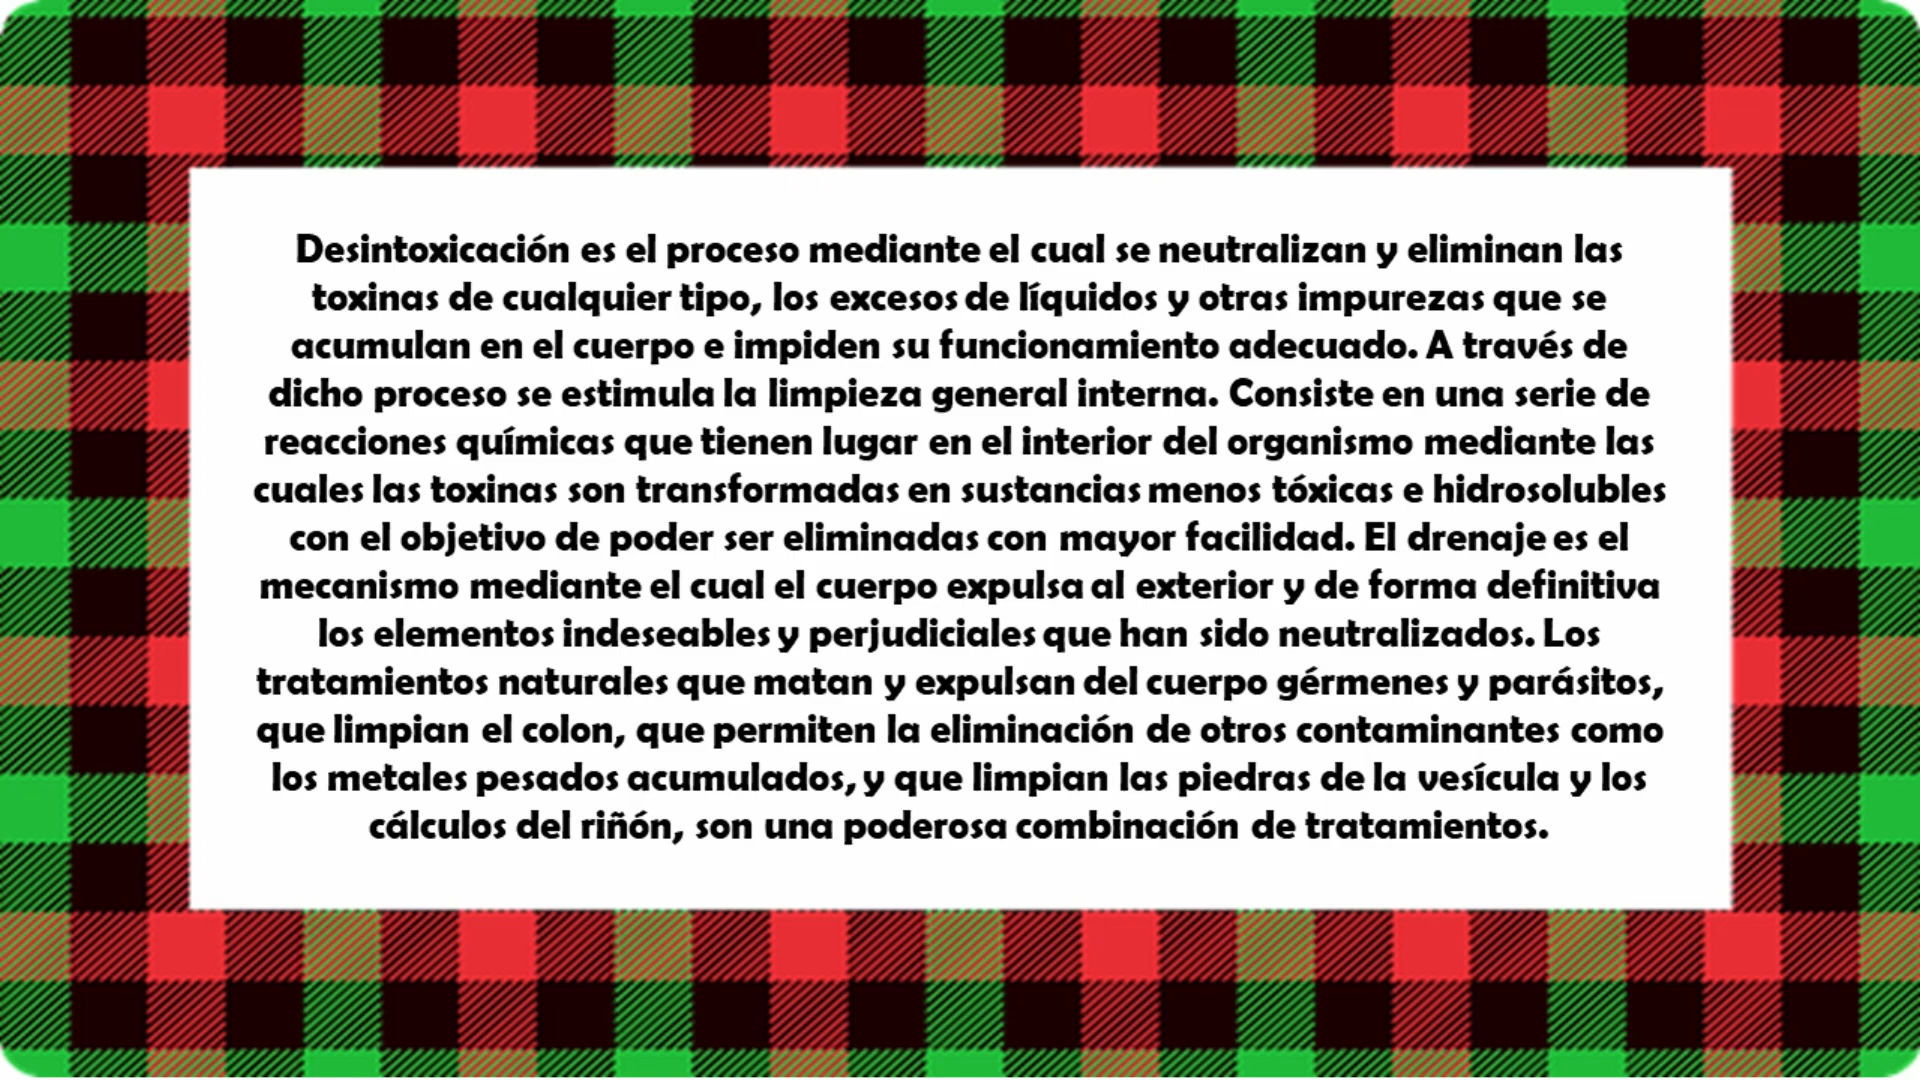 Desintoxicación es el proceso mediante el cual se neutralizan y eliminan las
toxinas de cualquier tipo, los excesos de líquidos y otras impurezas que se
acumulan en el cuerpo e impiden su funcionamiento adecuado. A través de
dicho proceso se estimula la limpieza general interna. Consiste en una serie de
reacciones químicas que tienen lugar en el interior del organismo mediante las
cuales las toxinas son transformadas en sustancias menos tóxicas e hidrosolubles
con el objetivo de poder ser eliminadas con mayor facilidad. El drenaje es el
mecanismo mediante el cual el cuerpo expulsa al exterior y de forma definitiva
los elementos indeseables y perjudiciales que han sido neutralizados. Los
tratamientos naturales que matan y expulsan del cuerpo gérmenes y parásitos,
que limpian el colon, que permiten la eliminación de otros contaminantes como
los metales pesados acumulados, y que limpian las piedras de la vesícula y los
cálculos del riñón, son una poderosa combinación de tratamientos.